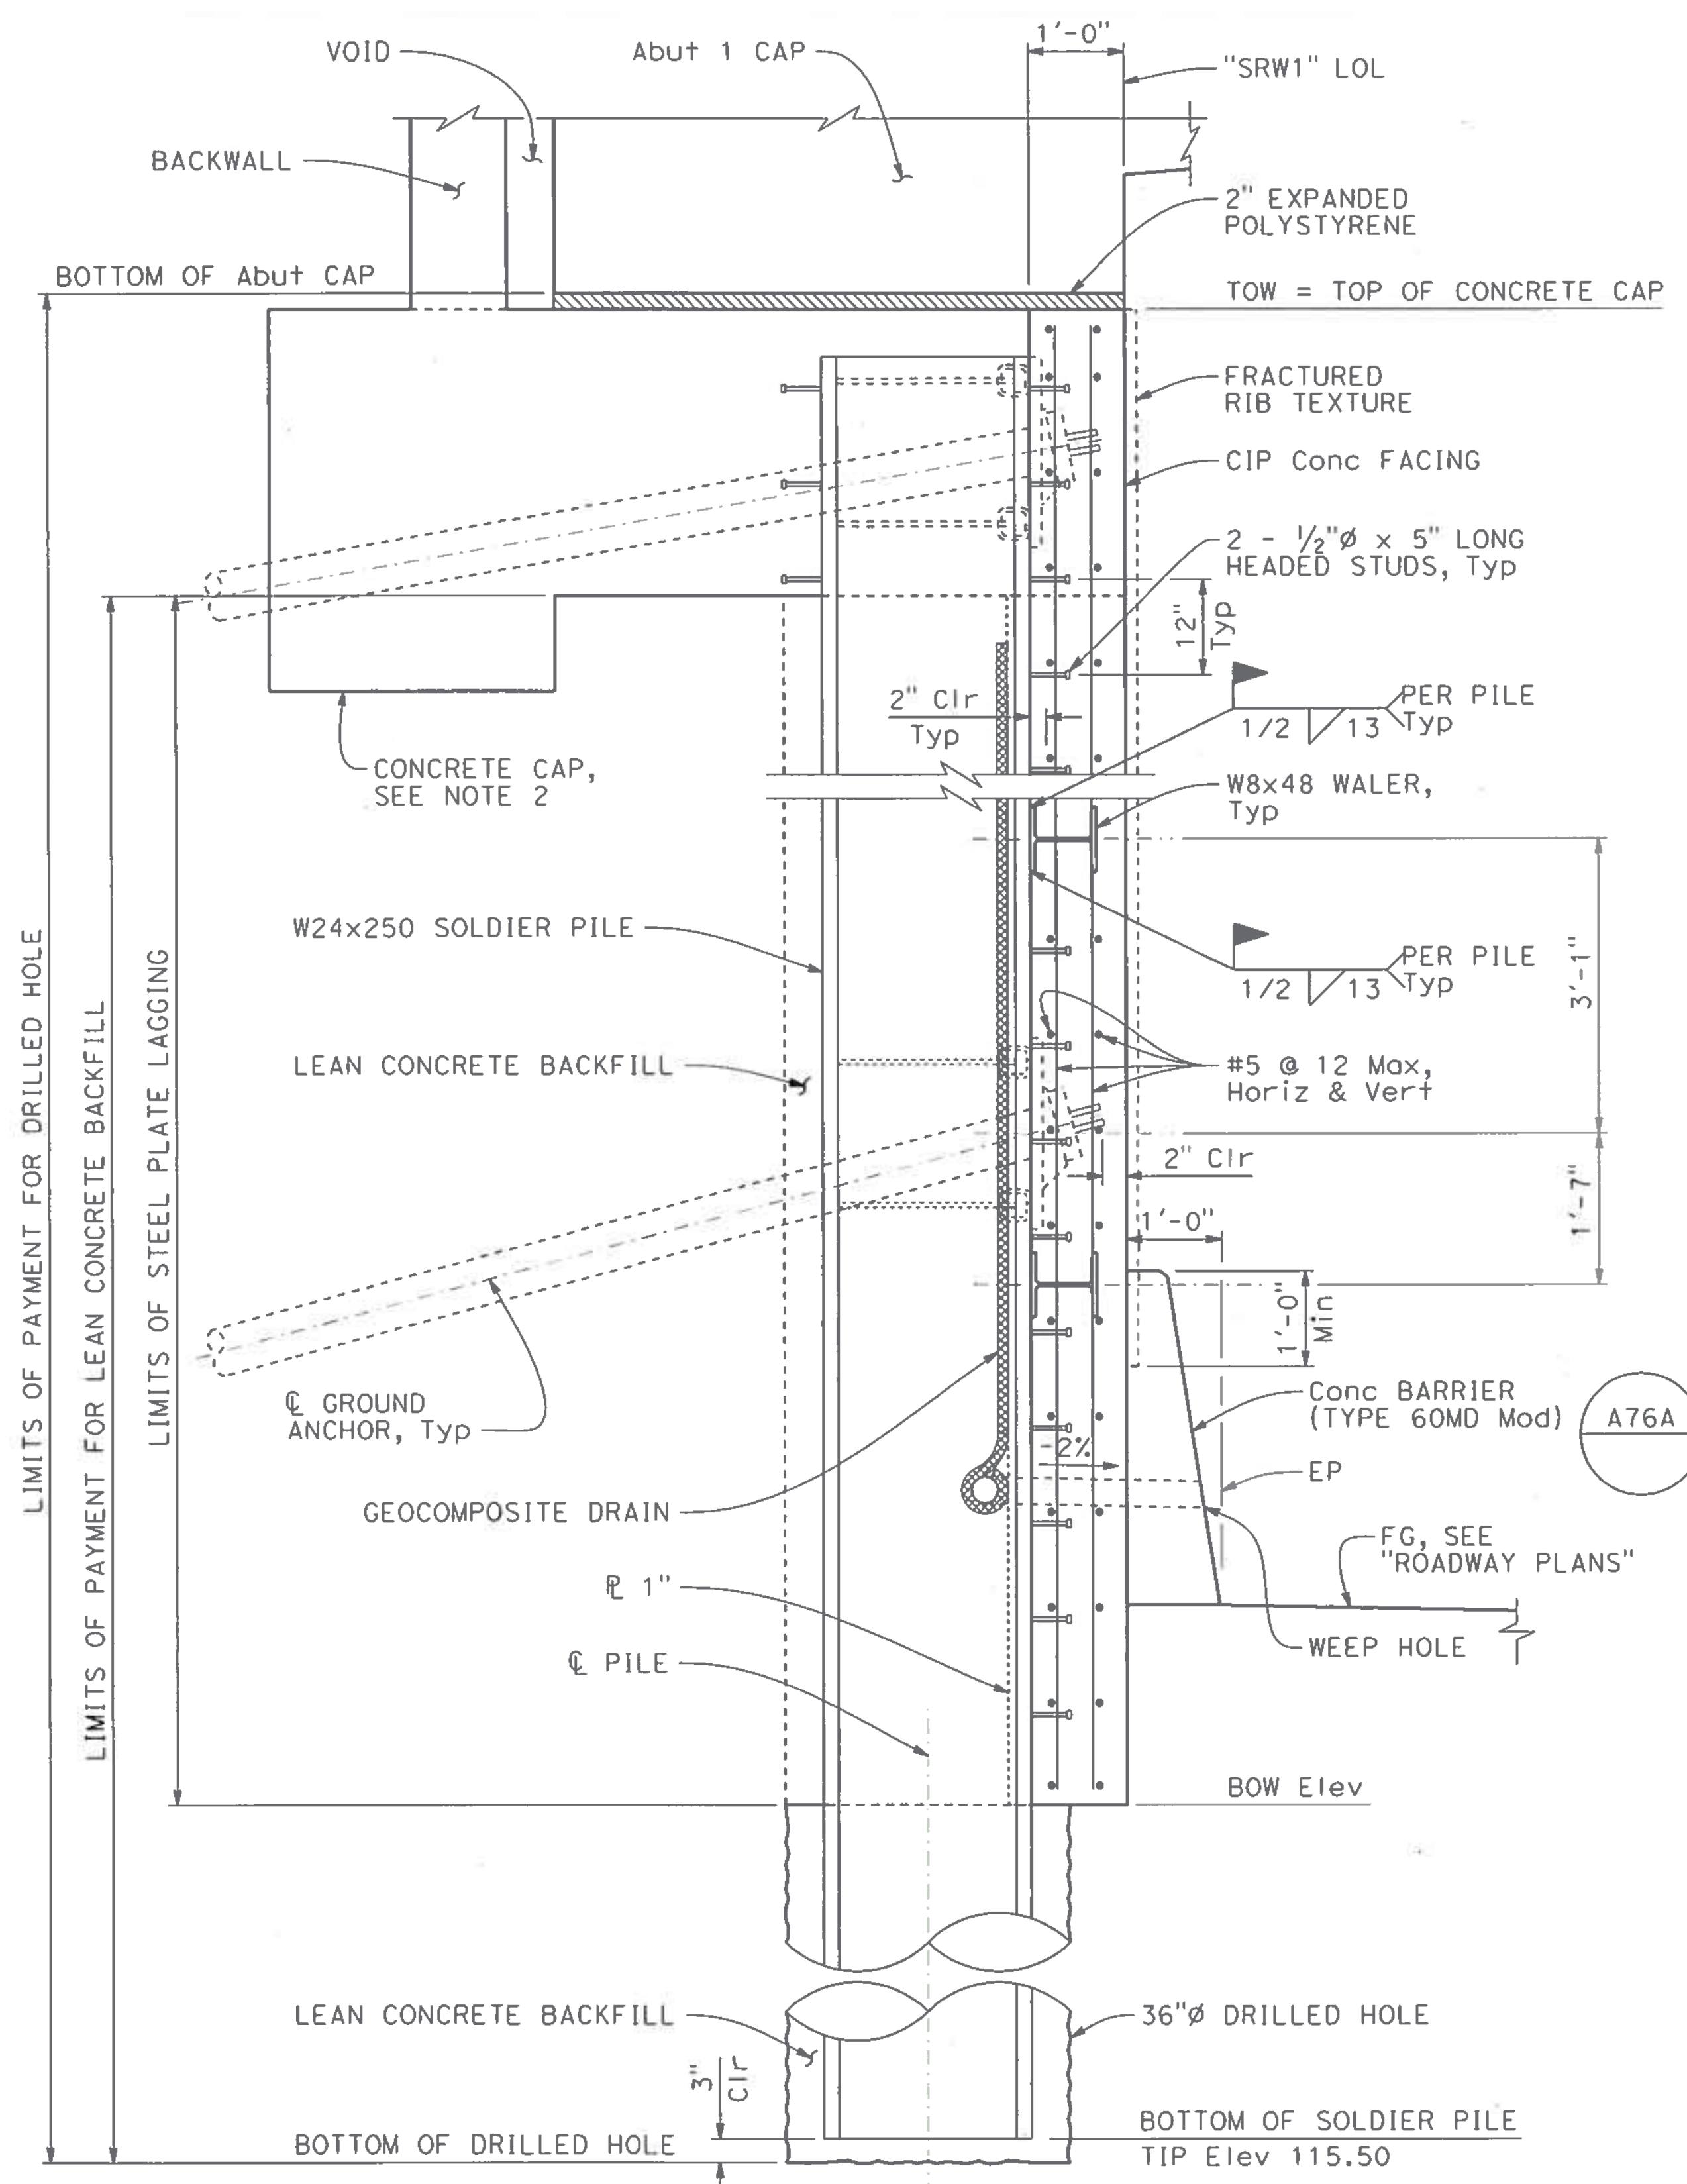 1'-0"
VOID
Abut 1 CAP
"SRW1" LOL
BACKWALL
2" EXPANDED
POLYSTYRENE
BOTTOM OF Abut CAP
TOW = TOP OF CONCRETE CAP
FRACTURED
RIB TEXTURE
CIP Conc FACING
2 - 1/2"Ø x 5" LONG
HEADED STUDS, Typ
12"
Typ
2" Clr
Typ
PER PILE
Typ
1/2
13
CONCRETE CAP,
SEE NOTE 2
W8x48 WALER,
Typ
W24x250 SOLDIER PILE
PER PILE
Typ
1/2
13
3'-1"
LEAN CONCRETE BACKFILL
#5 @ 12 Max,
Horiz & Vert
2" Clr
1'-7"
1'-0"
1'-0"
Min
LIMITS OF PAYMENT FOR DRILLED HOLE
LIMITS OF PAYMENT FOR LEAN CONCRETE BACKFILL
LIMITS OF STEEL PLATE LAGGING
℄ GROUND
ANCHOR, Typ
Conc BARRIER
(TYPE 60MD Mod)
A76A
-2%
EP
GEOCOMPOSITE DRAIN
FG, SEE
"ROADWAY PLANS"
PL 1"
WEEP HOLE
℄ PILE
BOW Elev
LEAN CONCRETE BACKFILL
36"Ø DRILLED HOLE
3"
Clr
BOTTOM OF DRILLED HOLE
BOTTOM OF SOLDIER PILE
TIP Elev 115.50